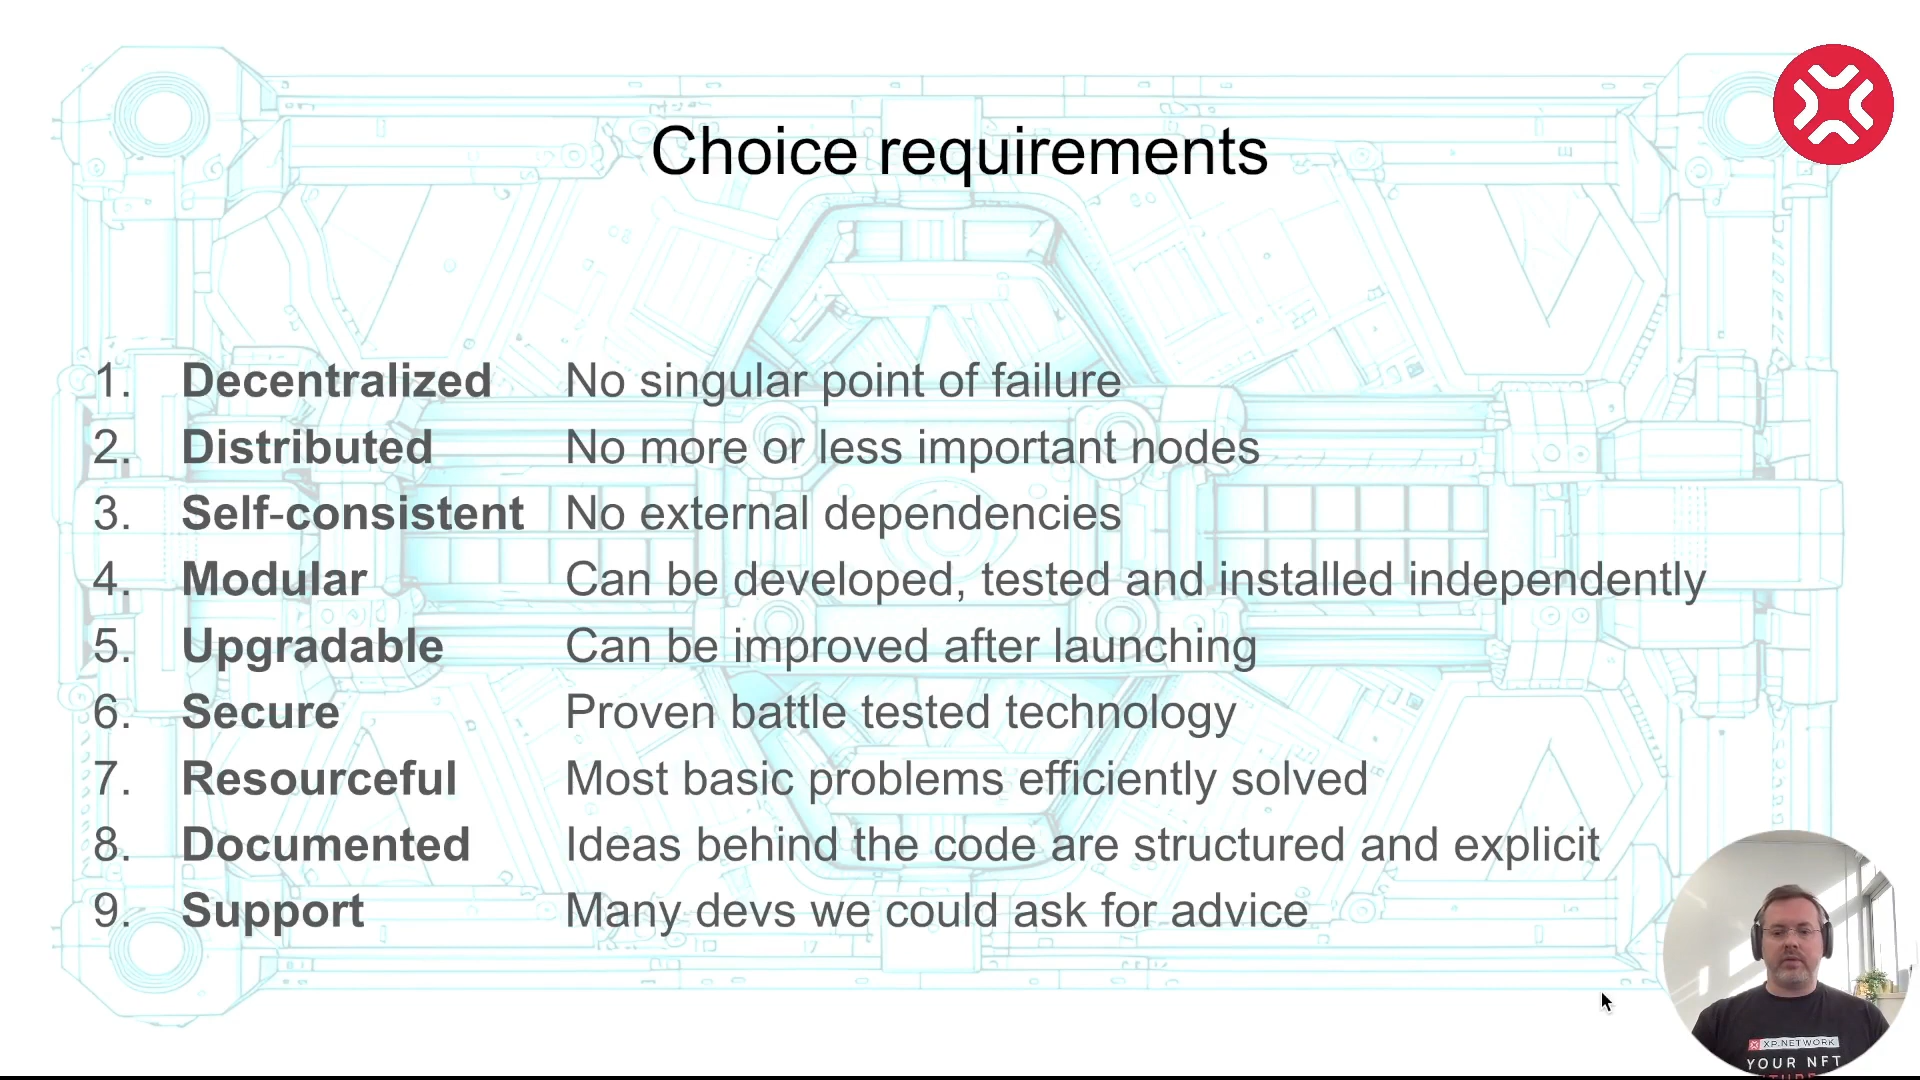 Choice requirements
1. Decentralized No singular point of failure
2. Distributed No more or less important nodes
3. Self-consistent No external dependencies
4. Modular Can be developed, tested and installed independently
5. Upgradable Can be improved after launching
6. Secure Proven battle tested technology
7. Resourceful Most basic problems efficiently solved
8. Documented Ideas behind the code are structured and explicit
9. Support Many devs we could ask for advice
XP.NETWORK
YOUR NFT